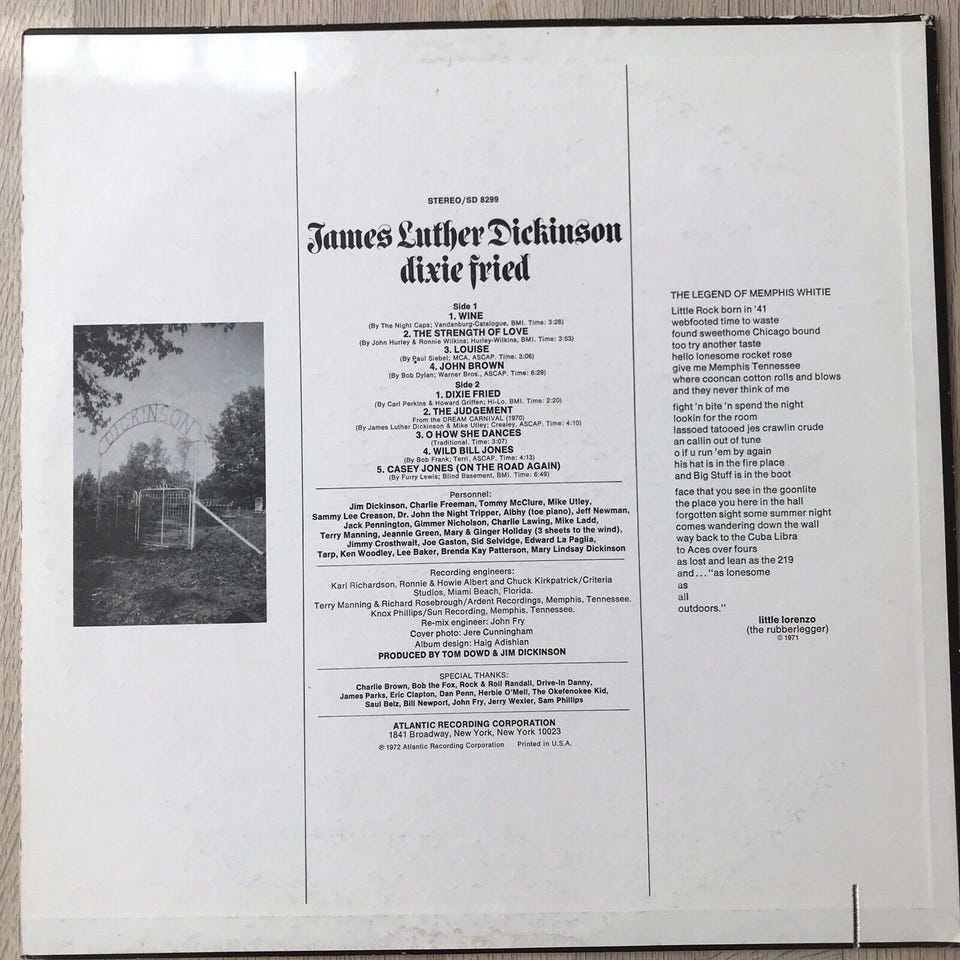 DICKINSON
STEREO/SD 8299
James Luther Dickinson
dixie fried
Side 1
1. WINE
(By The Night Caps; Vandanburg-Catalogue, BMI. Time: 3:28)
2. THE STRENGTH OF LOVE
(By John Hurley & Ronnie Wilkins; Hurley-Wilkins, BMI. Time: 3:53)
3. LOUISE
(By Paul Siebel; MCA, ASCAP. Time: 3:06)
4. JOHN BROWN
(By Bob Dylan; Warner Bros., ASCAP. Time: 6:29)
Side 2
1. DIXIE FRIED
(By Carl Perkins & Howard Griffen; Hi-Lo, BMI. Time: 2:20)
2. THE JUDGEMENT
From the DREAM CARNIVAL (1970)
(By James Luther Dickinson & Mike Utley; Crealey, ASCAP. Time: 4:10)
3. O HOW SHE DANCES
(Traditional. Time: 3:07)
4. WILD BILL JONES
(By Bob Frank; Terri, ASCAP. Time: 4:13)
5. CASEY JONES (ON THE ROAD AGAIN)
(By Furry Lewis; Blind Basement, BMI. Time: 6:49)
Personnel:
Jim Dickinson, Charlie Freeman, Tommy McClure, Mike Utley,
Sammy Lee Creason, Dr. John the Night Tripper, Albhy (toe piano), Jeff Newman,
Jack Pennington, Gimmer Nicholson, Charlie Lawing, Mike Ladd,
Terry Manning, Jeannie Green, Mary & Ginger Holiday (3 sheets to the wind),
Jimmy Crosthwait, Joe Gaston, Sid Selvidge, Edward La Paglia,
Tarp, Ken Woodley, Lee Baker, Brenda Kay Patterson, Mary Lindsay Dickinson
Recording engineers:
Karl Richardson, Ronnie & Howie Albert and Chuck Kirkpatrick/Criteria
Studios, Miami Beach, Florida.
Terry Manning & Richard Rosebrough/Ardent Recordings, Memphis, Tennessee.
Knox Phillips/Sun Recording, Memphis, Tennessee.
Re-mix engineer: John Fry
Cover photo: Jere Cunningham
Album design: Haig Adishian
PRODUCED BY TOM DOWD & JIM DICKINSON
SPECIAL THANKS:
Charlie Brown, Bob the Fox, Rock & Roll Randall, Drive-In Danny,
James Parks, Eric Clapton, Dan Penn, Herbie O'Mell, The Okefenokee Kid,
Saul Belz, Bill Newport, John Fry, Jerry Wexler, Sam Phillips
ATLANTIC RECORDING CORPORATION
1841 Broadway, New York, New York 10023
℗ 1972 Atlantic Recording Corporation Printed in U.S.A.
THE LEGEND OF MEMPHIS WHITIE
Little Rock born in '41
webfooted time to waste
found sweethome Chicago bound
too try another taste
hello lonesome rocket rose
give me Memphis Tennessee
where cooncan cotton rolls and blows
and they never think of me
fight 'n bite 'n spend the night
lookin for the room
lassoed tatooed jes crawlin crude
an callin out of tune
o if u run 'em by again
his hat is in the fire place
and Big Stuff is in the boot
face that you see in the goonlite
the place you here in the hall
forgotten sight some summer night
comes wandering down the wall
way back to the Cuba Libra
to Aces over fours
as lost and lean as the 219
and..."as lonesome
as
all
outdoors."
little lorenzo
(the rubberlegger)
© 1971